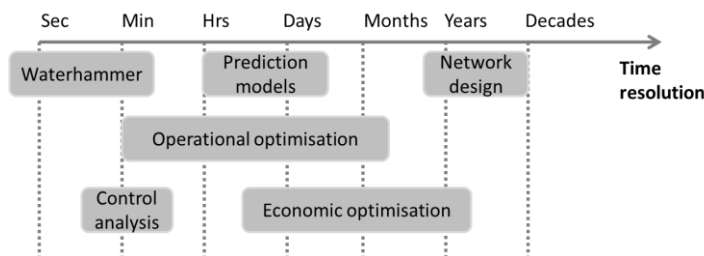 Sec Min Hrs Days Months Years Decades
Time
resolution
Waterhammer
Prediction
models
Network
design
Operational optimisation
Control
analysis
Economic optimisation